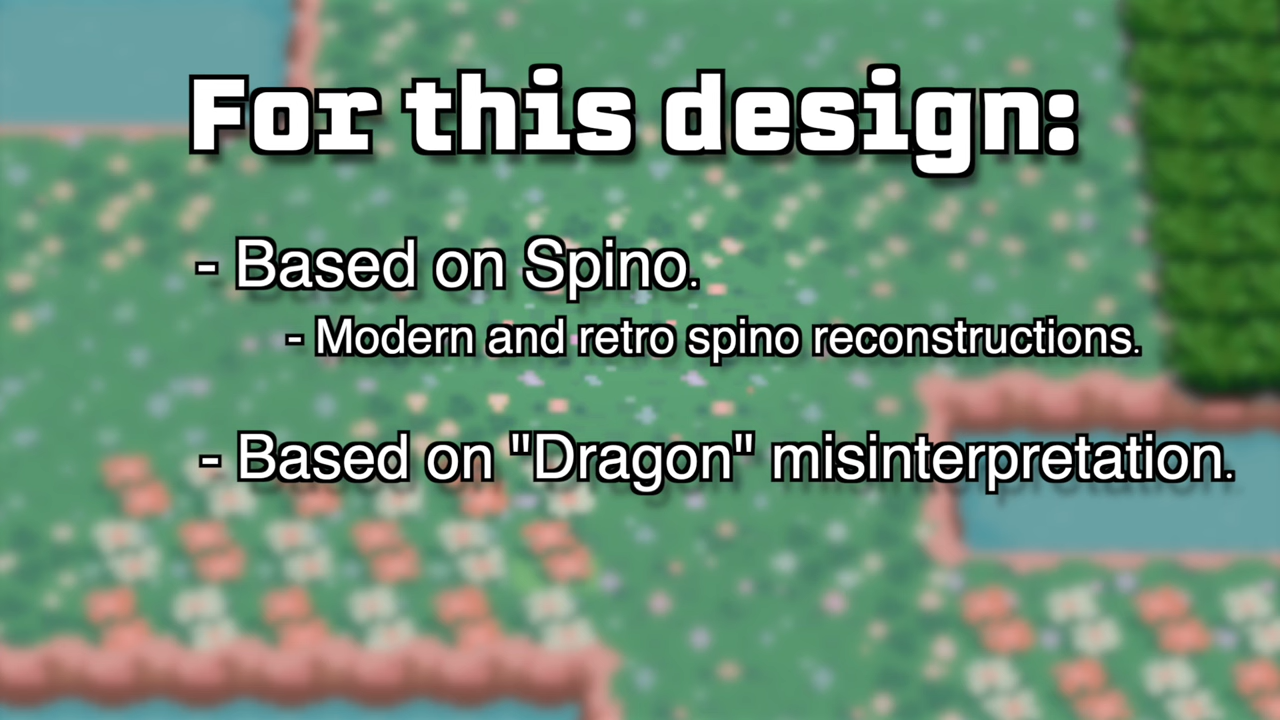 For this design:
- Based on Spino.
- Modern and retro spino reconstructions.
- Based on "Dragon" misinterpretation.